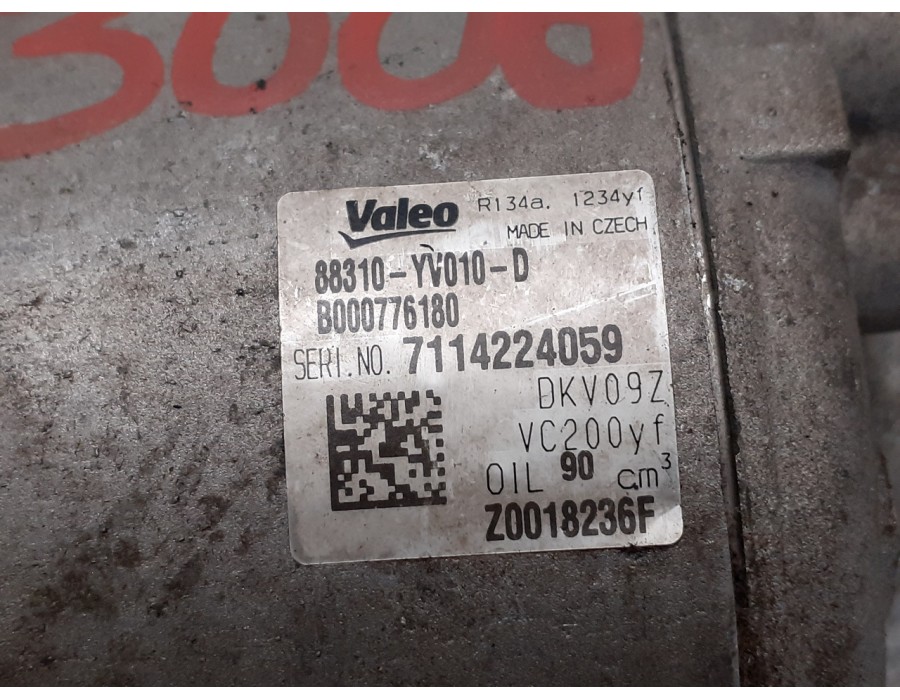 3006
Valeo R134a. 1234yf
MADE IN CZECH
88310-YV010-D
B000776180
SERI.NO. 7114224059
DKV09Z
VC200yf
OIL 90 cm³
Z0018236F